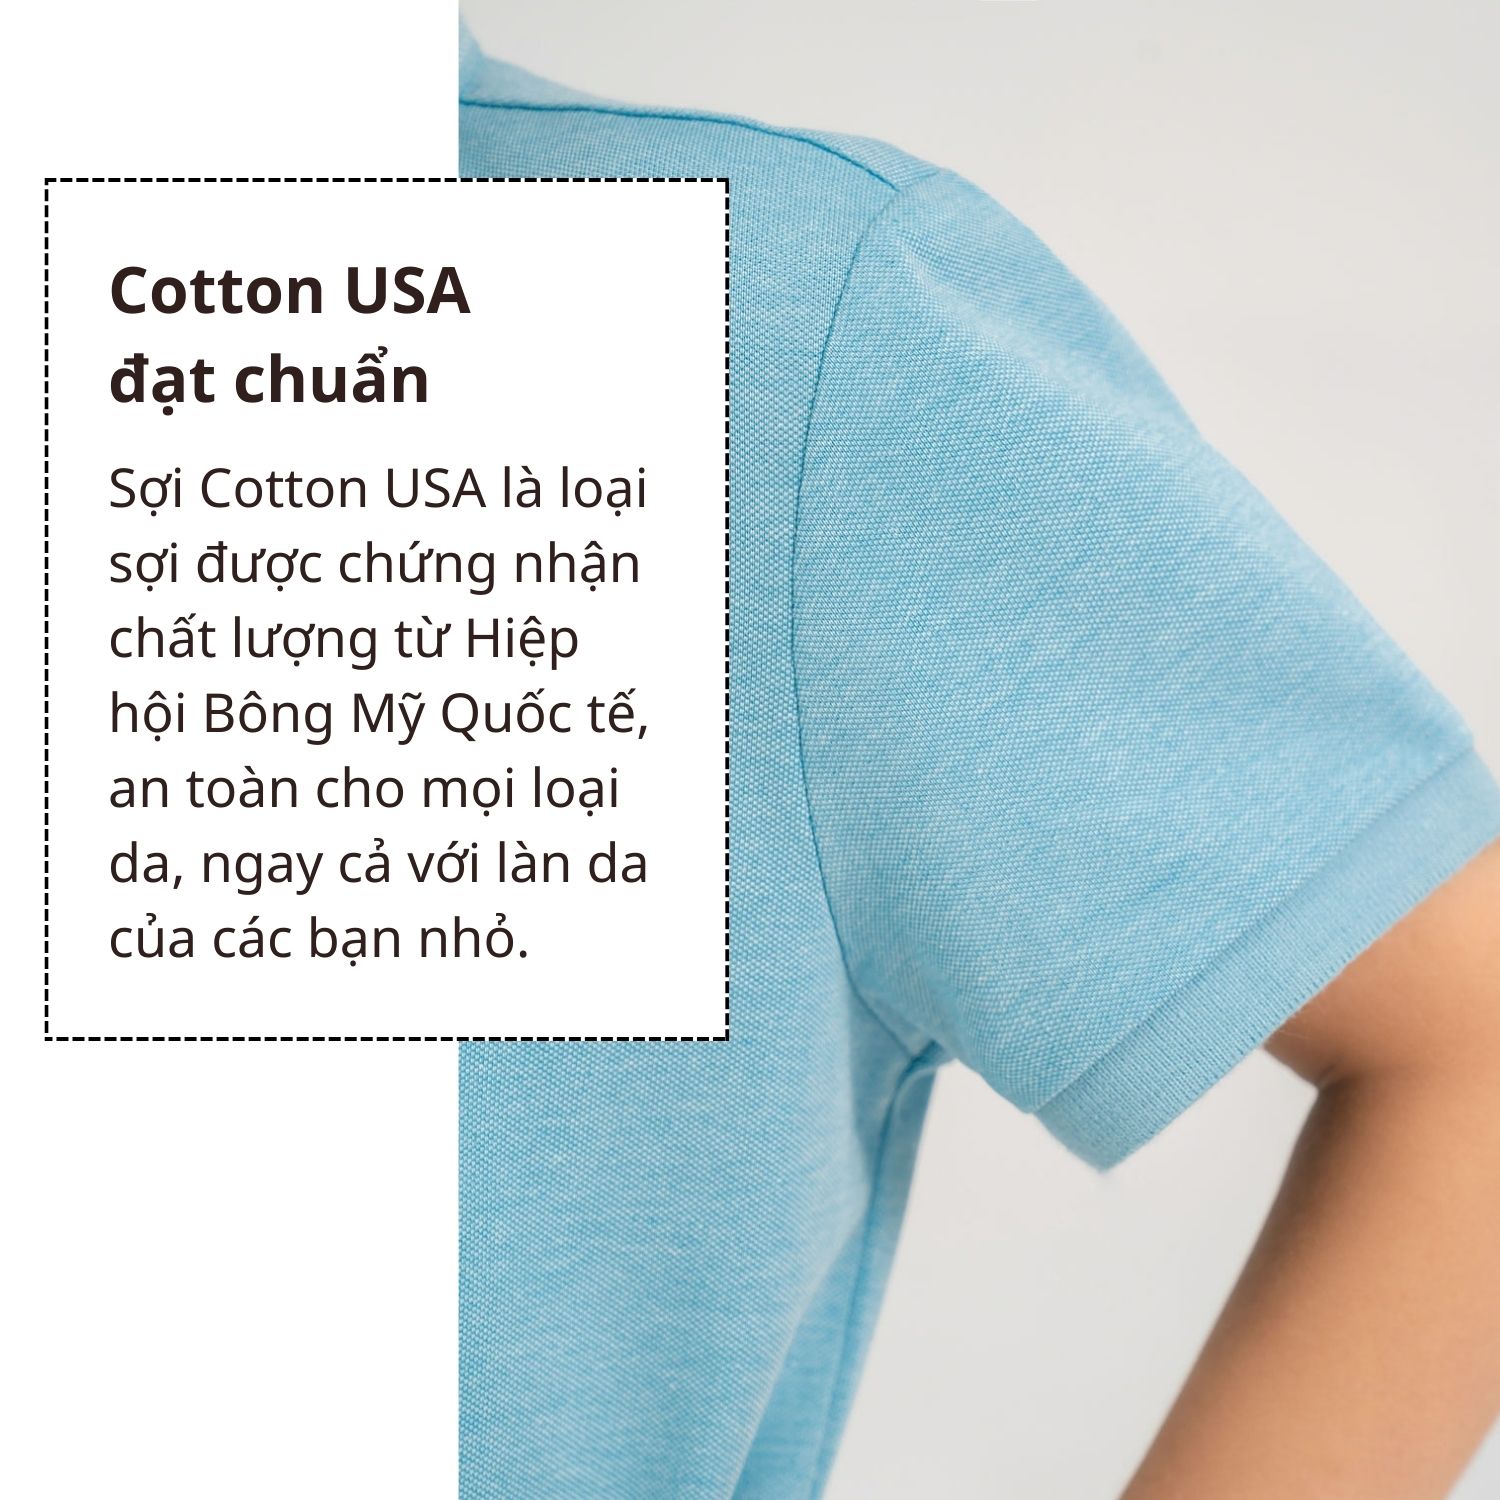 Cotton USA
đạt chuẩn
Sợi Cotton USA là loại
sợi được chứng nhận
chất lượng từ Hiệp
hội Bông Mỹ Quốc tế,
an toàn cho mọi loại
da, ngay cả với làn da
của các bạn nhỏ.